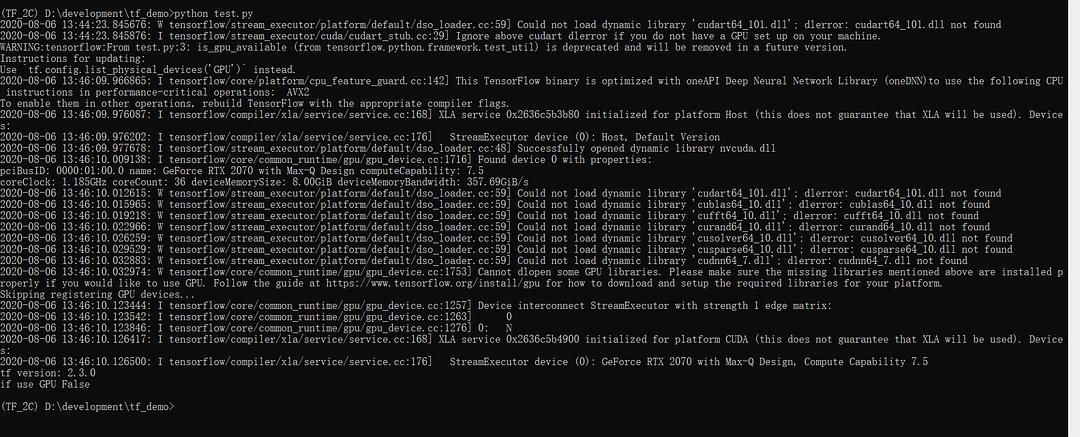 (TF_2C) D:\development\tf_demo>python test.py
2020-08-06 13:44:23.845676: W tensorflow/stream_executor/platform/default/dso_loader.cc:59] Could not load dynamic library 'cudart64_101.dll'; dlerror: cudart64_101.dll not found
2020-08-06 13:44:23.845876: I tensorflow/stream_executor/cuda/cudart_stub.cc:29] Ignore above cudart dlerror if you do not have a GPU set up on your machine.
WARNING:tensorflow:From test.py:3: is_gpu_available (from tensorflow.python.framework.test_util) is deprecated and will be removed in a future version.
Instructions for updating:
Use `tf.config.list_physical_devices('GPU')` instead.
2020-08-06 13:46:09.966865: I tensorflow/core/platform/cpu_feature_guard.cc:142] This TensorFlow binary is optimized with oneAPI Deep Neural Network Library (oneDNN)to use the following CPU
 instructions in performance-critical operations:  AVX2
To enable them in other operations, rebuild TensorFlow with the appropriate compiler flags.
2020-08-06 13:46:09.976087: I tensorflow/compiler/xla/service/service.cc:168] XLA service 0x2636c5b3b80 initialized for platform Host (this does not guarantee that XLA will be used). Device
s:
2020-08-06 13:46:09.976202: I tensorflow/compiler/xla/service/service.cc:176]   StreamExecutor device (0): Host, Default Version
2020-08-06 13:46:09.977678: I tensorflow/stream_executor/platform/default/dso_loader.cc:48] Successfully opened dynamic library nvcuda.dll
2020-08-06 13:46:10.009138: I tensorflow/core/common_runtime/gpu/gpu_device.cc:1716] Found device 0 with properties:
pciBusID: 0000:01:00.0 name: GeForce RTX 2070 with Max-Q Design computeCapability: 7.5
coreClock: 1.185GHz coreCount: 36 deviceMemorySize: 8.00GiB deviceMemoryBandwidth: 357.69GiB/s
2020-08-06 13:46:10.012615: W tensorflow/stream_executor/platform/default/dso_loader.cc:59] Could not load dynamic library 'cudart64_101.dll'; dlerror: cudart64_101.dll not found
2020-08-06 13:46:10.015965: W tensorflow/stream_executor/platform/default/dso_loader.cc:59] Could not load dynamic library 'cublas64_10.dll'; dlerror: cublas64_10.dll not found
2020-08-06 13:46:10.019218: W tensorflow/stream_executor/platform/default/dso_loader.cc:59] Could not load dynamic library 'cufft64_10.dll'; dlerror: cufft64_10.dll not found
2020-08-06 13:46:10.022966: W tensorflow/stream_executor/platform/default/dso_loader.cc:59] Could not load dynamic library 'curand64_10.dll'; dlerror: curand64_10.dll not found
2020-08-06 13:46:10.026259: W tensorflow/stream_executor/platform/default/dso_loader.cc:59] Could not load dynamic library 'cusolver64_10.dll'; dlerror: cusolver64_10.dll not found
2020-08-06 13:46:10.029529: W tensorflow/stream_executor/platform/default/dso_loader.cc:59] Could not load dynamic library 'cusparse64_10.dll'; dlerror: cusparse64_10.dll not found
2020-08-06 13:46:10.032883: W tensorflow/stream_executor/platform/default/dso_loader.cc:59] Could not load dynamic library 'cudnn64_7.dll'; dlerror: cudnn64_7.dll not found
2020-08-06 13:46:10.032974: W tensorflow/core/common_runtime/gpu/gpu_device.cc:1753] Cannot dlopen some GPU libraries. Please make sure the missing libraries mentioned above are installed p
roperly if you would like to use GPU. Follow the guide at https://www.tensorflow.org/install/gpu for how to download and setup the required libraries for your platform.
Skipping registering GPU devices...
2020-08-06 13:46:10.123444: I tensorflow/core/common_runtime/gpu/gpu_device.cc:1257] Device interconnect StreamExecutor with strength 1 edge matrix:
2020-08-06 13:46:10.123542: I tensorflow/core/common_runtime/gpu/gpu_device.cc:1263]      0
2020-08-06 13:46:10.123846: I tensorflow/core/common_runtime/gpu/gpu_device.cc:1276] 0:   N
2020-08-06 13:46:10.126417: I tensorflow/compiler/xla/service/service.cc:168] XLA service 0x2636c5b4900 initialized for platform CUDA (this does not guarantee that XLA will be used). Device
s:
2020-08-06 13:46:10.126500: I tensorflow/compiler/xla/service/service.cc:176]   StreamExecutor device (0): GeForce RTX 2070 with Max-Q Design, Compute Capability 7.5
tf version: 2.3.0
if use GPU False
(TF_2C) D:\development\tf_demo>